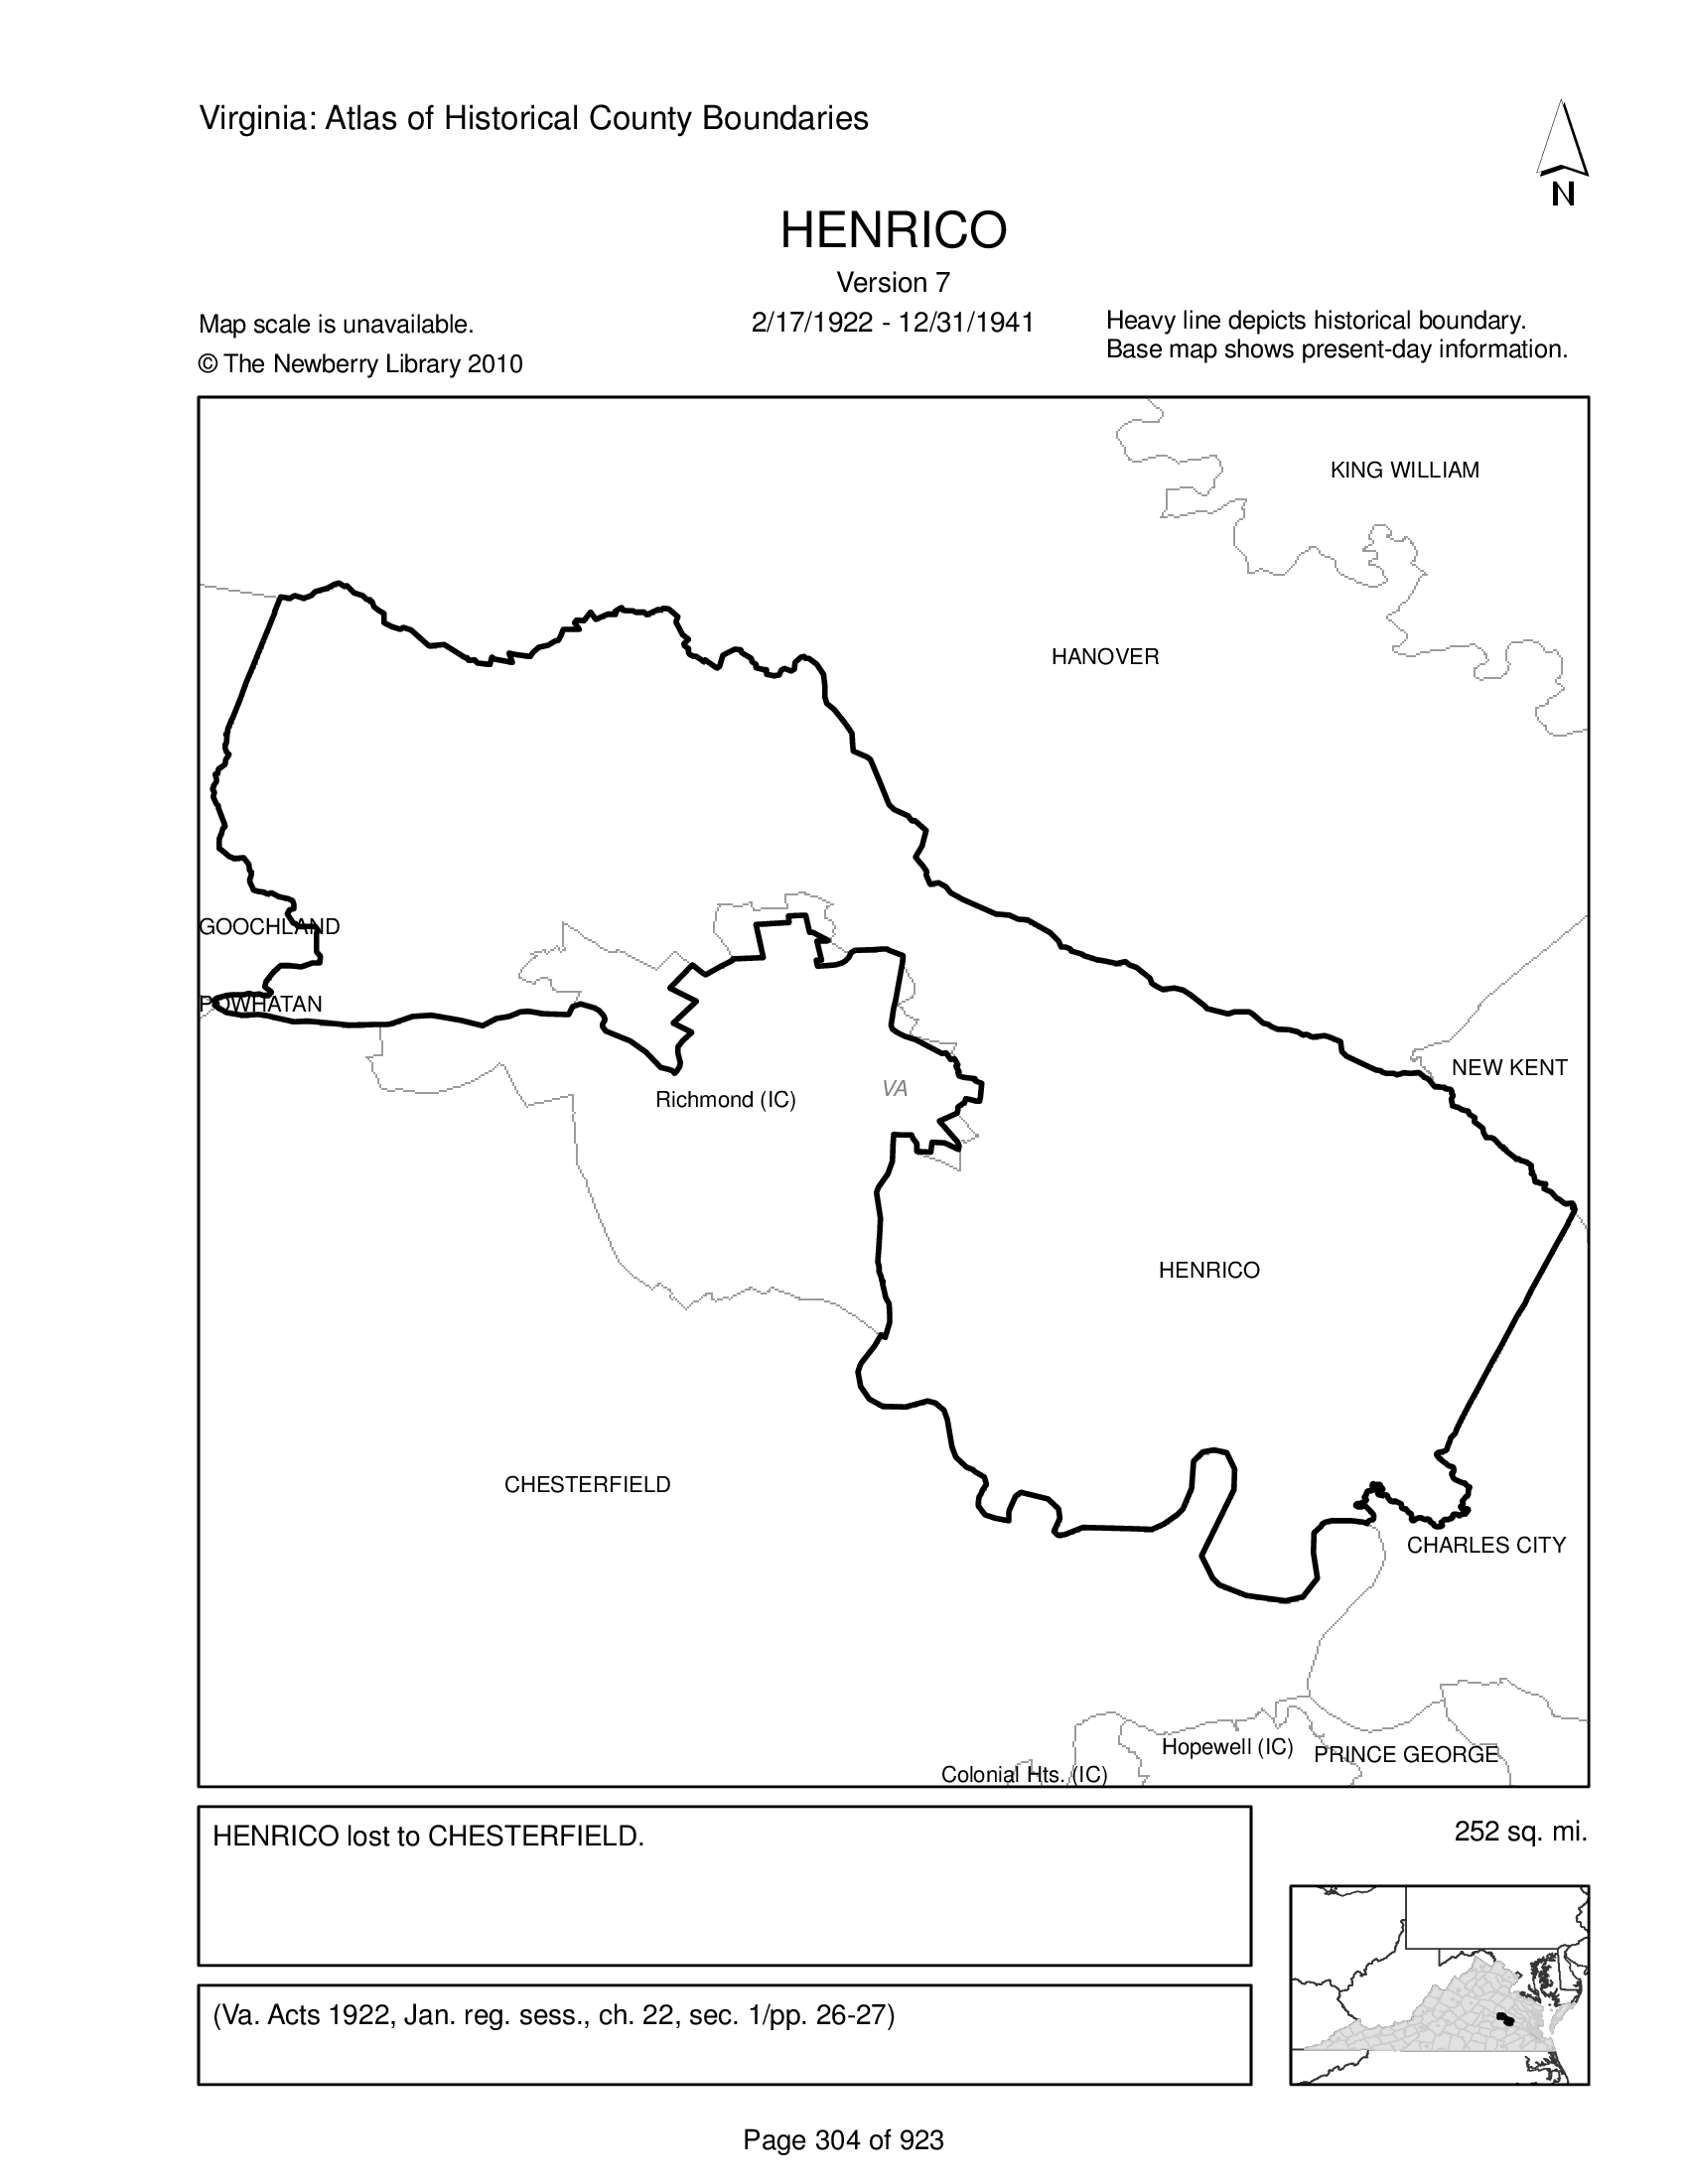 Virginia: Atlas of Historical County Boundaries
N
HENRICO
Version 7
2/17/1922 - 12/31/1941
Map scale is unavailable.
© The Newberry Library 2010
Heavy line depicts historical boundary.
Base map shows present-day information.
KING WILLIAM
HANOVER
GOOCHLAND
POWHATAN
NEW KENT
VA
Richmond (IC)
HENRICO
CHESTERFIELD
CHARLES CITY
Hopewell (IC)
PRINCE GEORGE
Colonial Hts. (IC)
HENRICO lost to CHESTERFIELD.
252 sq. mi.
(Va. Acts 1922, Jan. reg. sess., ch. 22, sec. 1/pp. 26-27)
Page 304 of 923